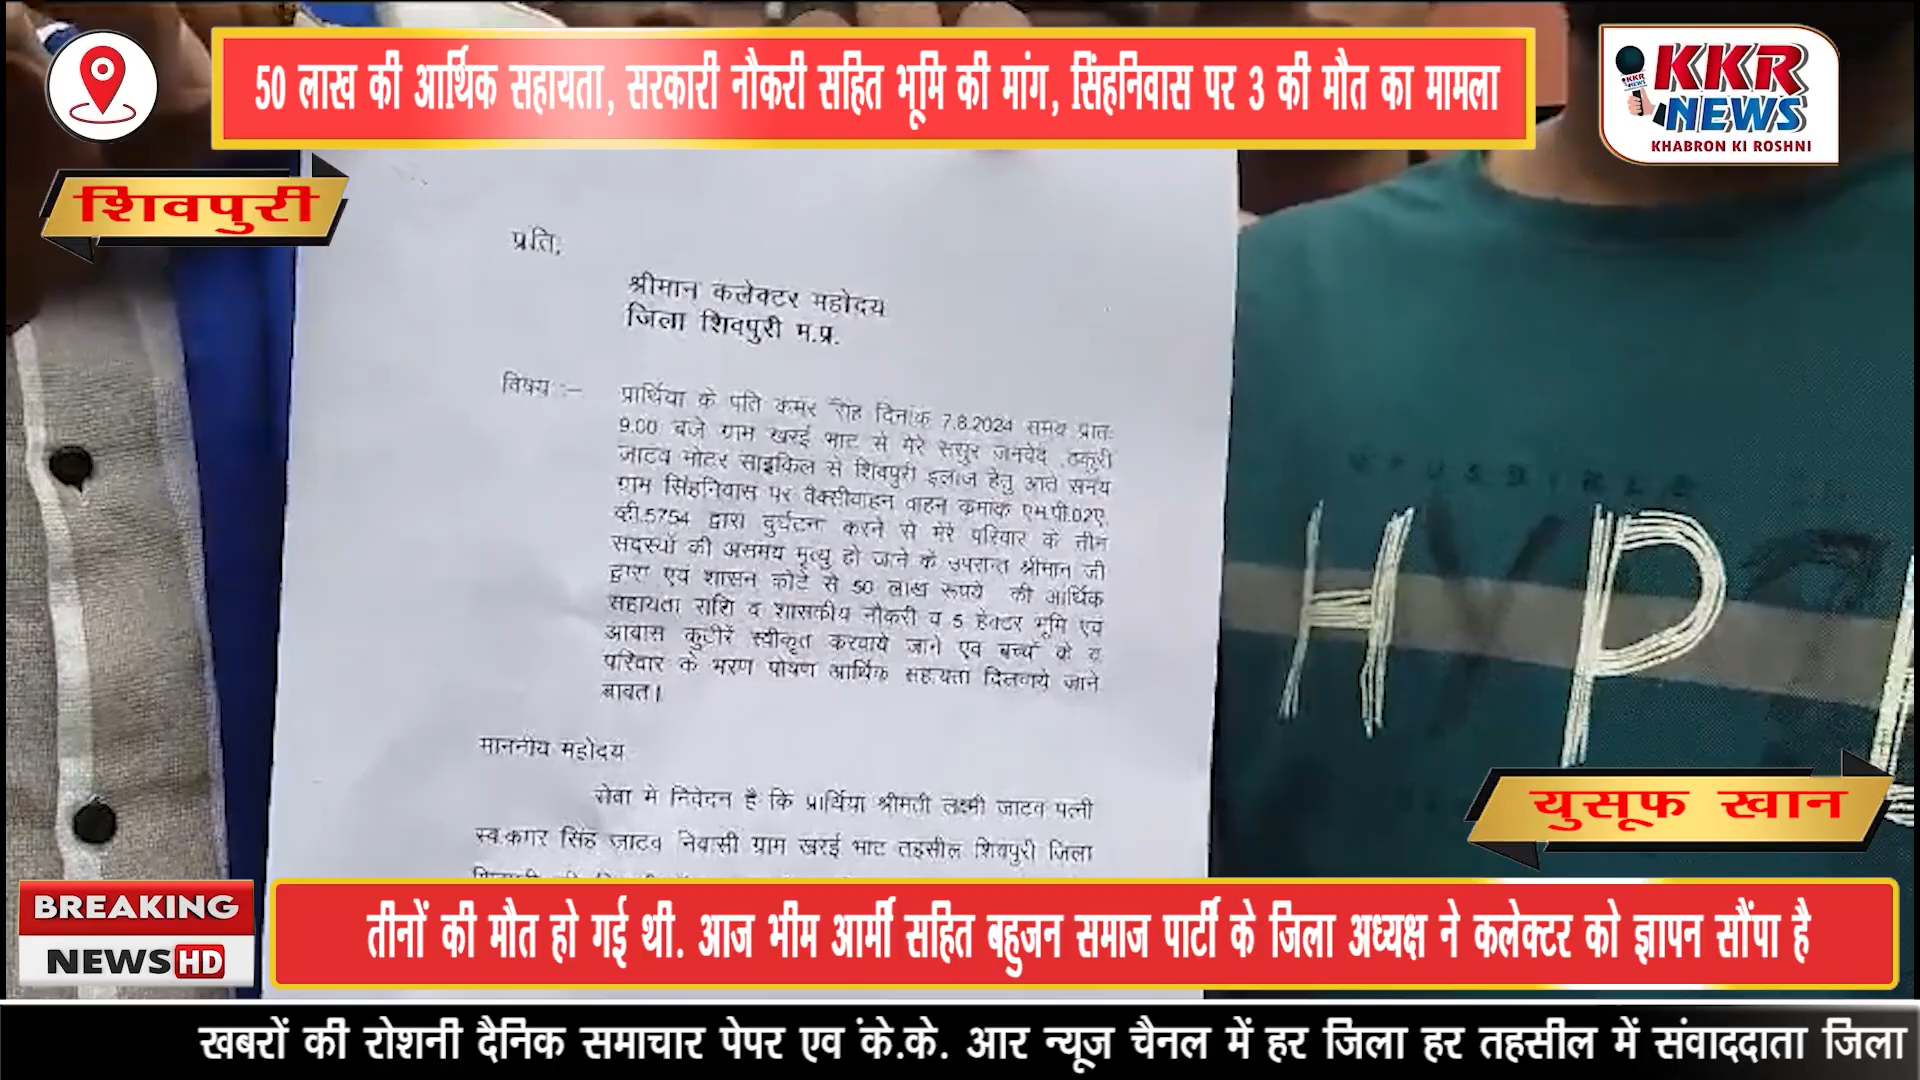 50 लाख की आर्थिक सहायता, सरकारी नौकरी सहित भूमि की मांग, सिंहनिवास पर 3 की मौत का मामला
KKR
NEWS
KHABRON KI ROSHNI
शिवपुरी
प्रति,
श्रीमान कलेक्टर महोदय
जिला शिवपुरी म.प्र.
विषय :- प्रार्थिया के पति कमर सिंह दिनांक 7.8.2024 समय प्रातः
9.00 बजे ग्राम खरई भाट से मेरे ससुर जनवेद ठकुरी
जाटव मोटर साइकिल से शिवपुरी इलाज हेतु आते समय
ग्राम सिंहनिवास पर वैक्सीवाहन वाहन कमांक एम.पी.02ए.
व्ही.5754 द्वारा दुर्घटना करने से मेरे परिवार के तीन
सदस्यों की असमय मृत्यु हो जाने के उपरान्त श्रीमान जी
द्वारा एवं शासन कोर्ट से 50 लाख रूपये की आर्थिक
सहायता राशि व शासकीय नौकरी व 5 हेक्टर भूमि एवं
आवास कुटीरें स्वीकृत करवाये जाने एवं बच्चों के व
परिवार के भरण पोषण आर्थिक सहायता दिलवाये जाने
बावत।
माननीय महोदय
सेवा में निवेदन है कि प्रार्थिया श्रीमती लक्ष्मी जाटव पत्नी
स्व.कमर सिंह जाटव निवासी ग्राम खरई भाट तहसील शिवपुरी जिला
HYP
युसूफ खान
BREAKING
NEWS HD
तीनों की मौत हो गई थी. आज भीम आर्मी सहित बहुजन समाज पार्टी के जिला अध्यक्ष ने कलेक्टर को ज्ञापन सौंपा है
खबरों की रोशनी दैनिक समाचार पेपर एवं के.के. आर न्यूज चैनल में हर जिला हर तहसील में संवाददाता जिला